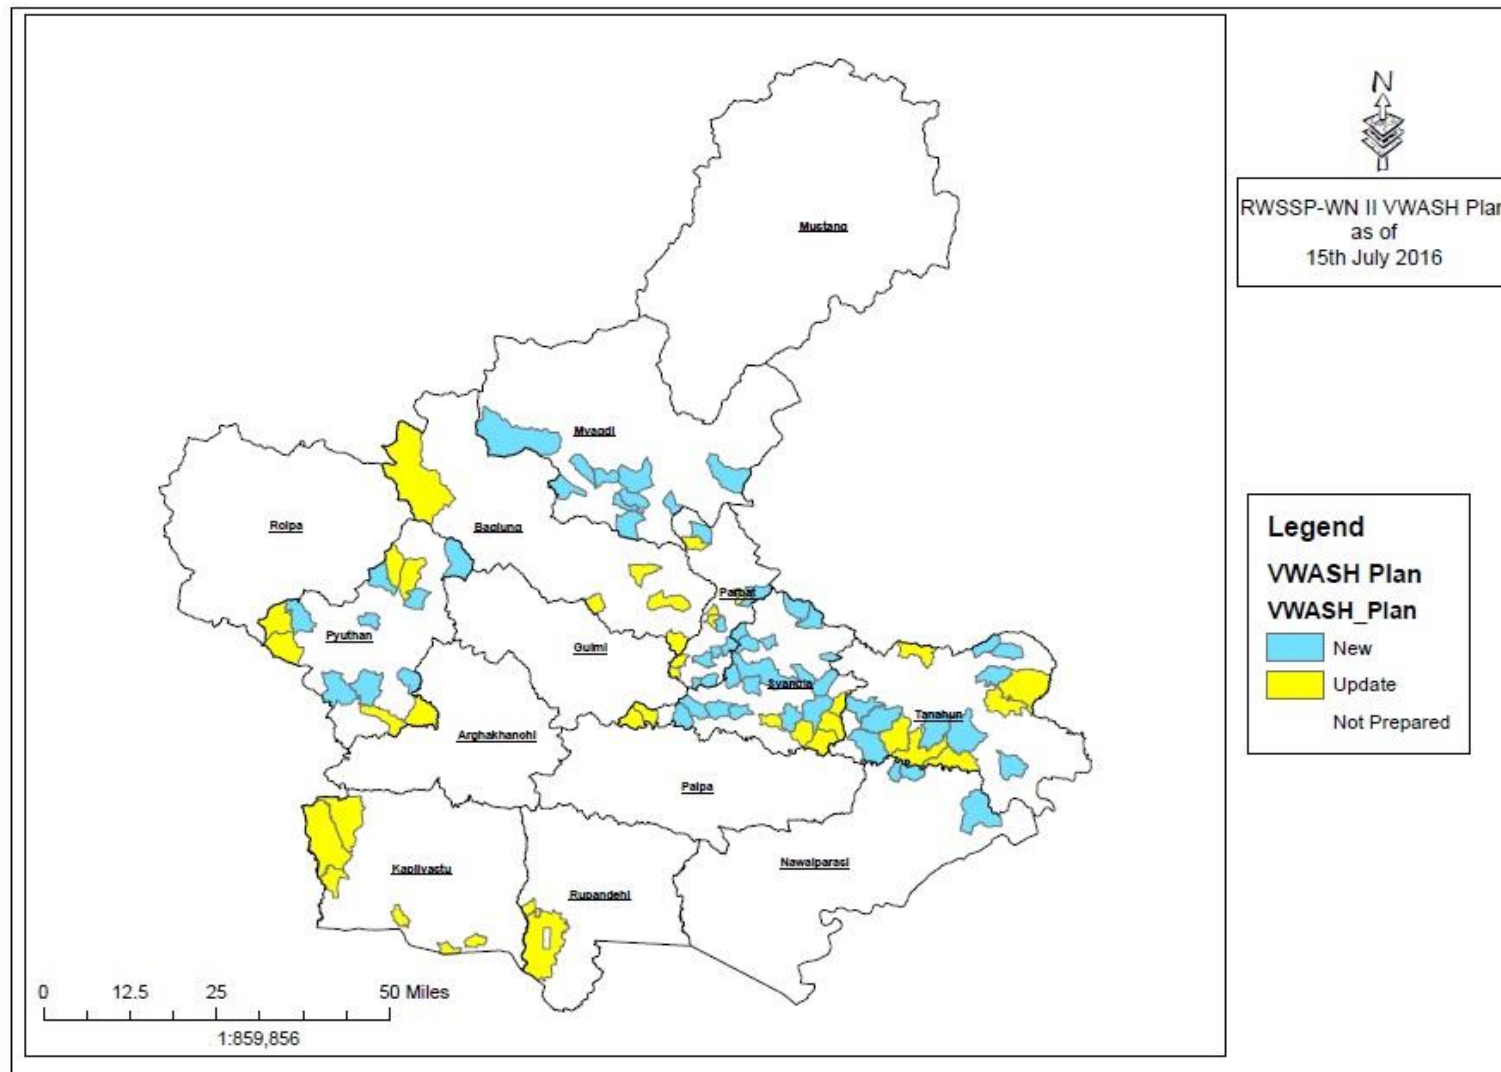 N
RWSSP-WN II VWASH Plan
as of
15th July 2016
Mustang
Myagdi
Rolpa
Baglung
Parbat
Pyuthan
Gulmi
Syangja
Tanahun
Arghakhanchi
Palpa
Kapilvastu
Rupandehi
Nawalparasi
Legend
VWASH Plan
VWASH_Plan
New
Update
Not Prepared
0 12.5 25 50 Miles
1:859,856